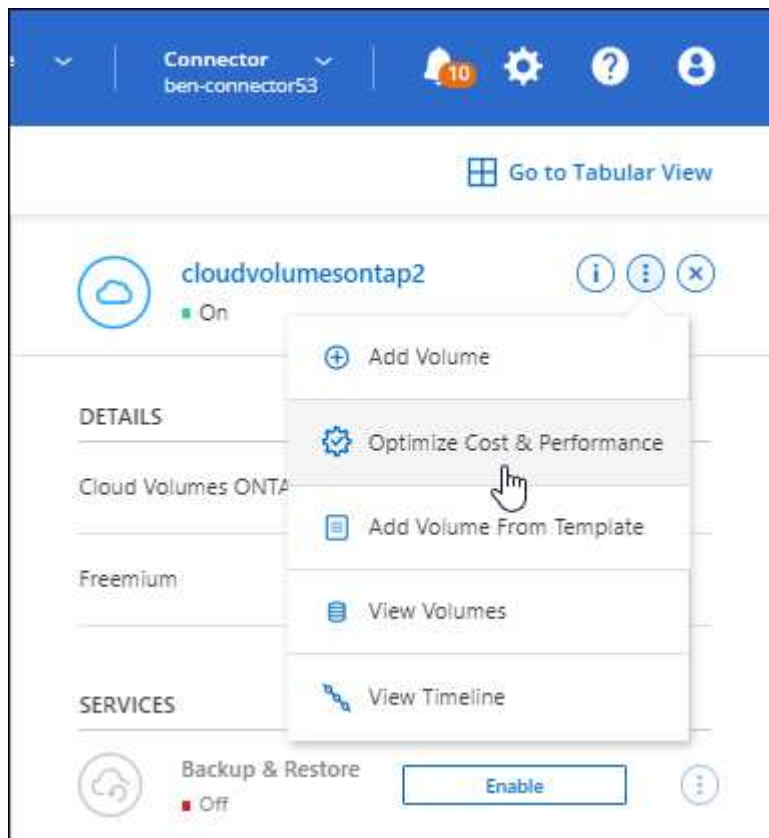 Connector
ben-connector53
10
Go to Tabular View
cloudvolumesontap2
On
Add Volume
DETAILS
Optimize Cost & Performance
Cloud Volumes ONTA
Add Volume From Template
Freemium
View Volumes
View Timeline
SERVICES
Backup & Restore
Off
Enable